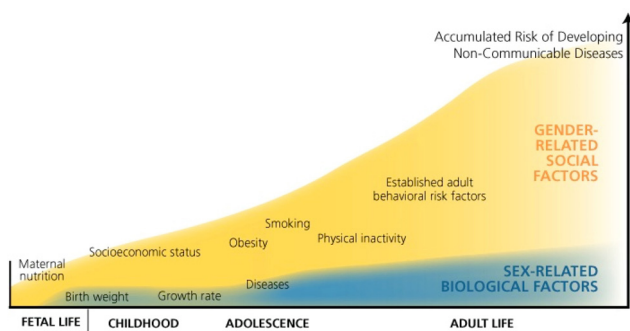 Accumulated Risk of Developing
Non-Communicable Diseases
GENDER-
RELATED
SOCIAL
FACTORS
Established adult
behavioral risk factors
Smoking
Obesity
Physical inactivity
Socioeconomic status
Maternal
nutrition
Diseases
SEX-RELATED
BIOLOGICAL FACTORS
Birth weight
Growth rate
FETAL LIFE
CHILDHOOD
ADOLESCENCE
ADULT LIFE